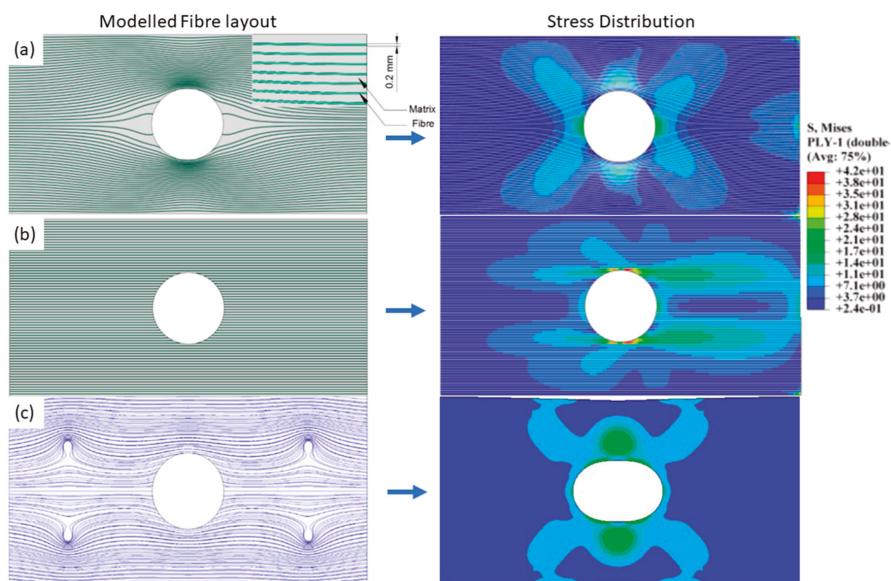 Modelled Fibre layout
Stress Distribution
(a)
0.2 mm
Matrix
Fibre
S, Mises
PLY-1 (double-
(Avg: 75%)
+4.2e+01
+3.8e+01
+3.5e+01
+3.1e+01
+2.8e+01
+2.4e+01
+2.1e+01
+1.7e+01
+1.4e+01
+1.1e+01
+7.1e+00
+3.7e+00
+2.4e-01
(b)
(c)